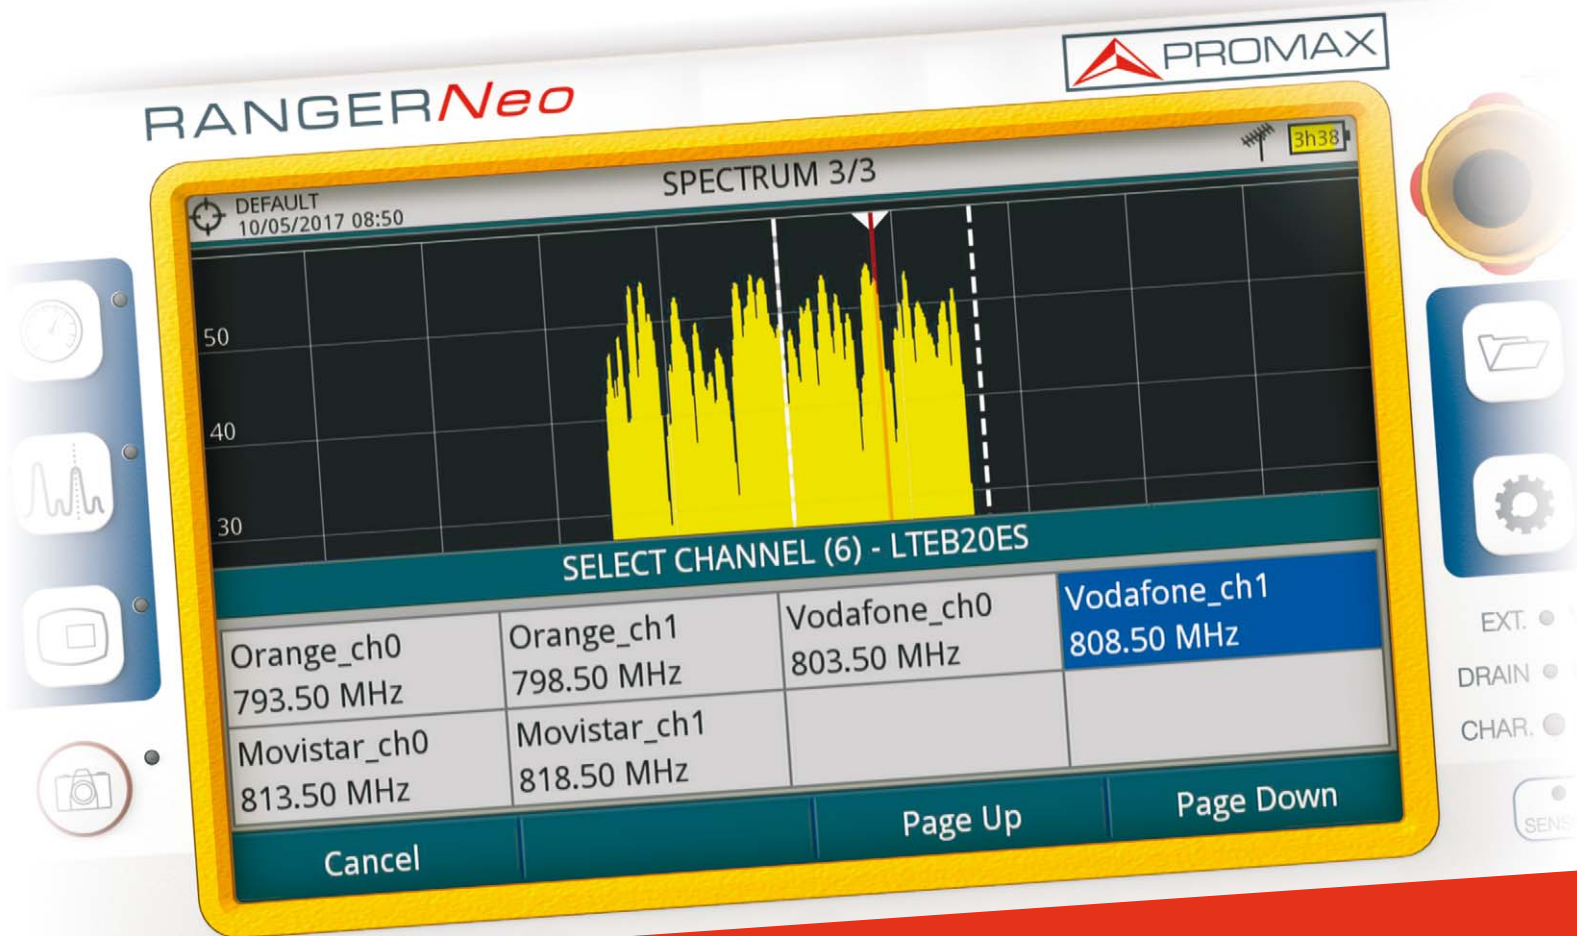 RANGERNeo
PROMAX
DEFAULT
10/05/2017 08:50
SPECTRUM 3/3
3h38
50
40
30
SELECT CHANNEL (6) - LTEB20ES
Orange_ch0
793.50 MHz
Orange_ch1
798.50 MHz
Vodafone_ch0
803.50 MHz
Vodafone_ch1
808.50 MHz
Movistar_ch0
813.50 MHz
Movistar_ch1
818.50 MHz
Cancel
Page Up
Page Down
EXT.
DRAIN
CHAR.